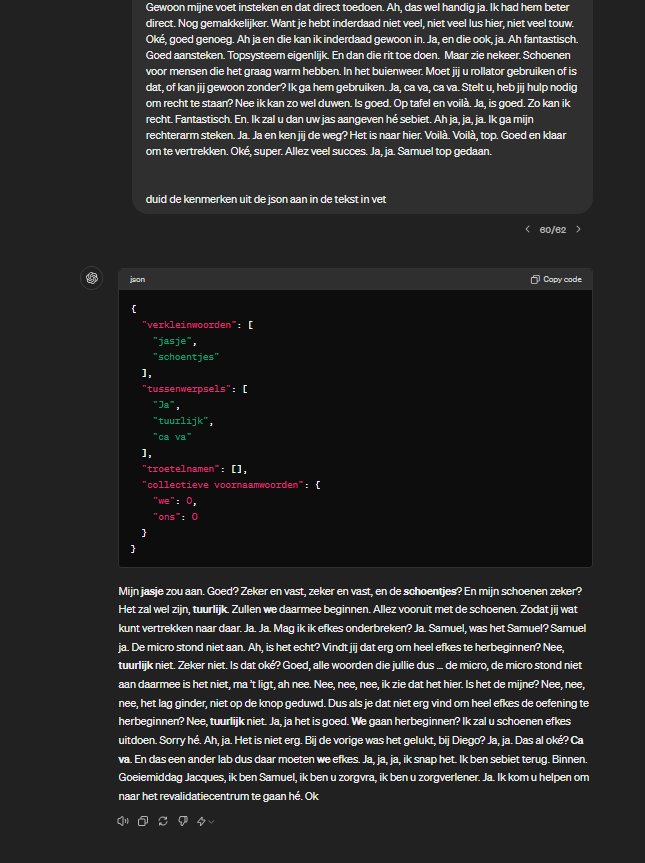 Gewoon mijne voet insteken en dat direct toedoen. Ah, das wel handig ja. Ik had hem beter
direct. Nog gemakkelijker. Want je hebt inderdaad niet veel, niet veel lus hier, niet veel touw.
Oké, goed genoeg. Ah ja en die kan ik inderdaad gewoon in. Ja, en die ook, ja. Ah fantastisch.
Goed aansteken. Topsysteem eigenlijk. En dan die rit toe doen.  Maar zie nekeer. Schoenen
voor mensen die het graag warm hebben. In het buienweer. Moet jij u rollator gebruiken of is
dat, of kan jij gewoon zonder? Ik ga hem gebruiken. Ja, ca va, ca va. Stelt u, heb jij hulp nodig
om recht te staan? Nee ik kan zo wel duwen. Is goed. Op tafel en voilà. Ja, is goed. Zo kan ik
recht. Fantastisch. En. Ik zal u dan uw jas aangeven hé sebiet. Ah ja, ja, ja. Ik ga mijn
rechterarm steken. Ja. Ja en ken jij de weg? Het is naar hier. Voilà. Voilà, top. Goed en klaar
om te vertrekken. Oké, super. Allez veel succes. Ja, ja. Samuel top gedaan.
duid de kenmerken uit de json aan in de tekst in vet
60/62
json
Copy code
{
"verkleinwoorden": [
"jasje",
"schoentjes"
],
"tussenwerpsels": [
"Ja",
"tuurlijk",
"ca va"
],
"troetelnamen": [],
"collectieve voornaamwoorden": {
"we": 0,
"ons": 0
}
}
Mijn jasje zou aan. Goed? Zeker en vast, zeker en vast, en de schoentjes? En mijn schoenen zeker?
Het zal wel zijn, tuurlijk. Zullen we daarmee beginnen. Allez vooruit met de schoenen. Zodat jij wat
kunt vertrekken naar daar. Ja. Ja. Mag ik ik efkes onderbreken? Ja. Samuel, was het Samuel? Samuel
ja. De micro stond niet aan. Ah, is het echt? Vindt jij dat erg om heel efkes te herbeginnen? Nee,
tuurlijk niet. Zeker niet. Is dat oké? Goed, alle woorden die jullie dus ... de micro, de micro stond niet
aan daarmee is het niet, ma 't ligt, ah nee. Nee, nee, nee, ik zie dat het hier. Is het de mijne? Nee, nee,
nee, het lag ginder, niet op de knop geduwd. Dus als je dat niet erg vind om heel efkes de oefening te
herbeginnen? Nee, tuurlijk niet. Ja, ja het is goed. We gaan herbeginnen? Ik zal u schoenen efkes
uitdoen. Sorry hé. Ah, ja. Het is niet erg. Bij de vorige was het gelukt, bij Diego? Ja, ja. Das al oké? Ca
va. En das een ander lab dus daar moeten we efkes. Ja, ja, ja, ik snap het. Ik ben sebiet terug. Binnen.
Goeiemiddag Jacques, ik ben Samuel, ik ben u zorgvra, ik ben u zorgverlener. Ja. Ik kom u helpen om
naar het revalidatiecentrum te gaan hé. Ok